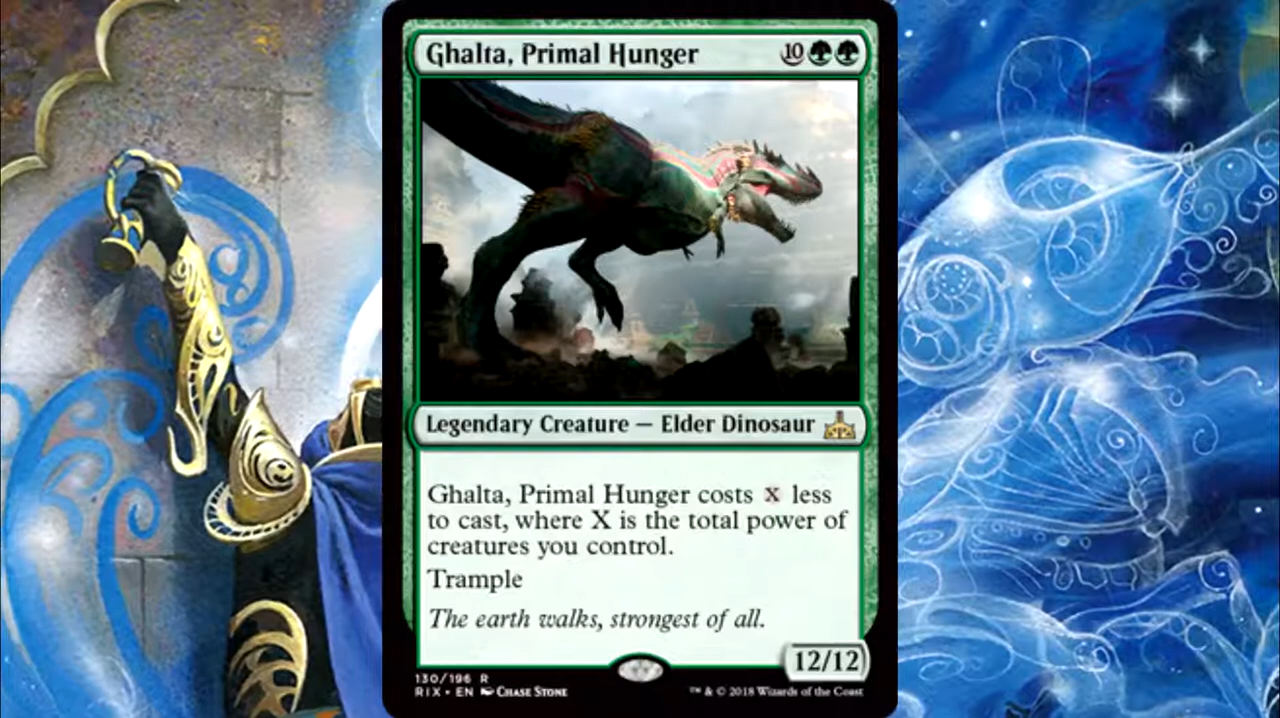 Ghalta, Primal Hunger 10
Legendary Creature — Elder Dinosaur
Ghalta, Primal Hunger costs X less
to cast, where X is the total power of
creatures you control.
Trample
The earth walks, strongest of all.
12/12
130/196 R
RIX • EN Chase Stone
™ & © 2018 Wizards of the Coast